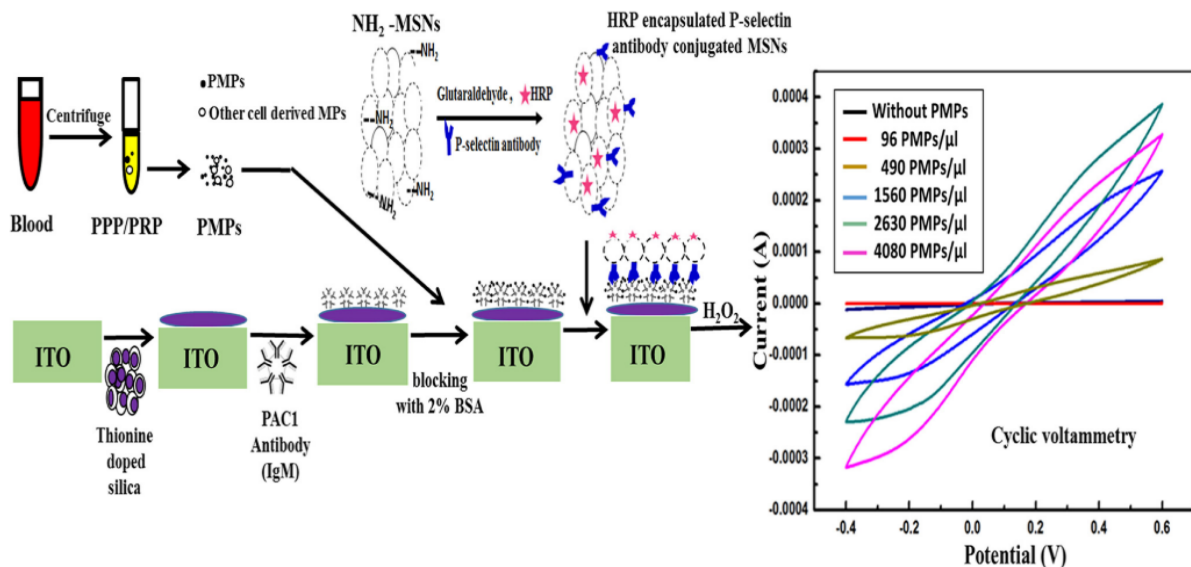 NH₂ -MSNs
--NH₂
--NH₂
--NH₂
--NH₂
--NH₂
HRP encapsulated P-selectin
antibody conjugated MSNs
Glutaraldehyde , HRP
P-selectin antibody
Centrifuge
PMPs
Other cell derived MPs
Blood
PPP/PRP
PMPs
ITO
Thionine
doped
silica
ITO
PAC1
Antibody
(IgM)
ITO
blocking
with 2% BSA
ITO
ITO
H₂O₂
Current (A)
0.0004
0.0003
0.0002
0.0001
0.0000
-0.0001
-0.0002
-0.0003
-0.0004
Without PMPs
96 PMPs/µl
490 PMPs/µl
1560 PMPs/µl
2630 PMPs/µl
4080 PMPs/µl
Cyclic voltammetry
-0.4
-0.2
0.0
0.2
0.4
0.6
Potential (V)